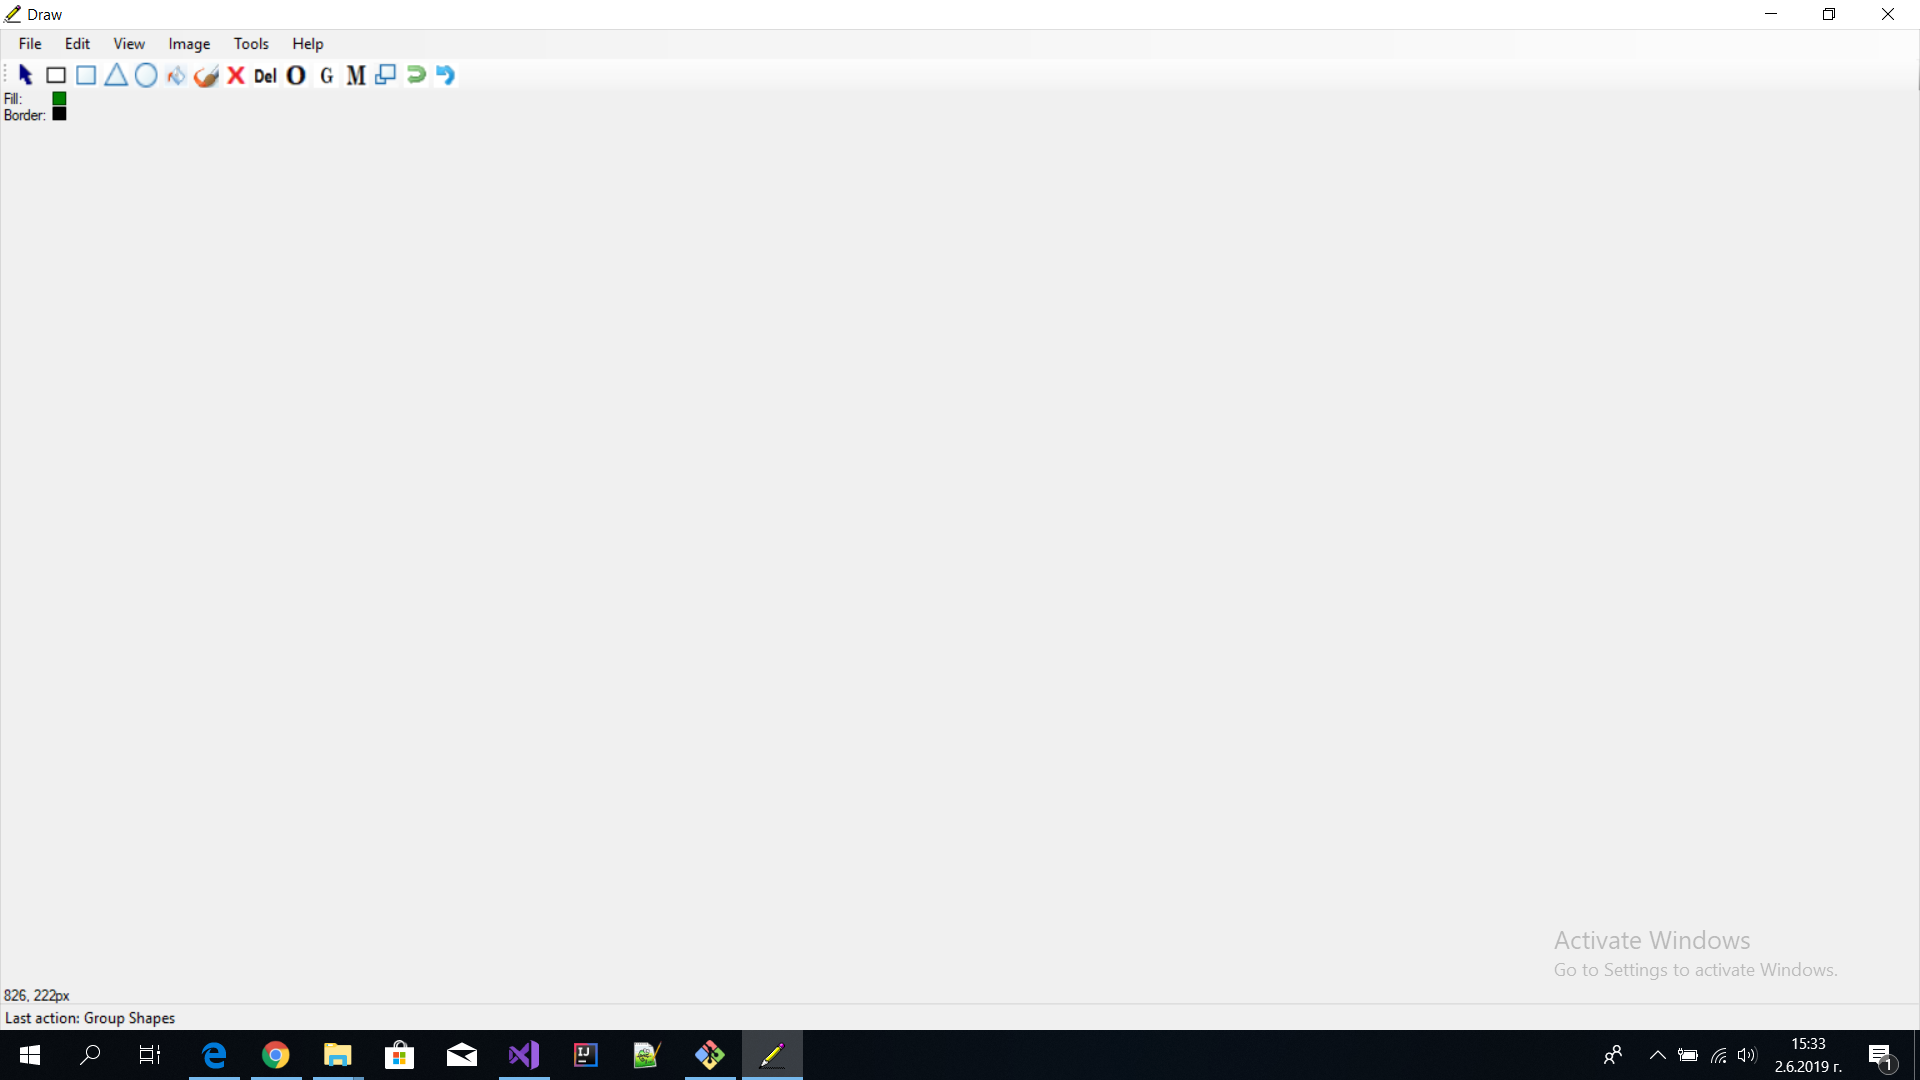 Draw
File Edit View Image Tools Help
Del O G M
Fill:
Border:
Activate Windows
Go to Settings to activate Windows.
826, 222px
Last action: Group Shapes
IJ
15:33
2.6.2019 г.
1